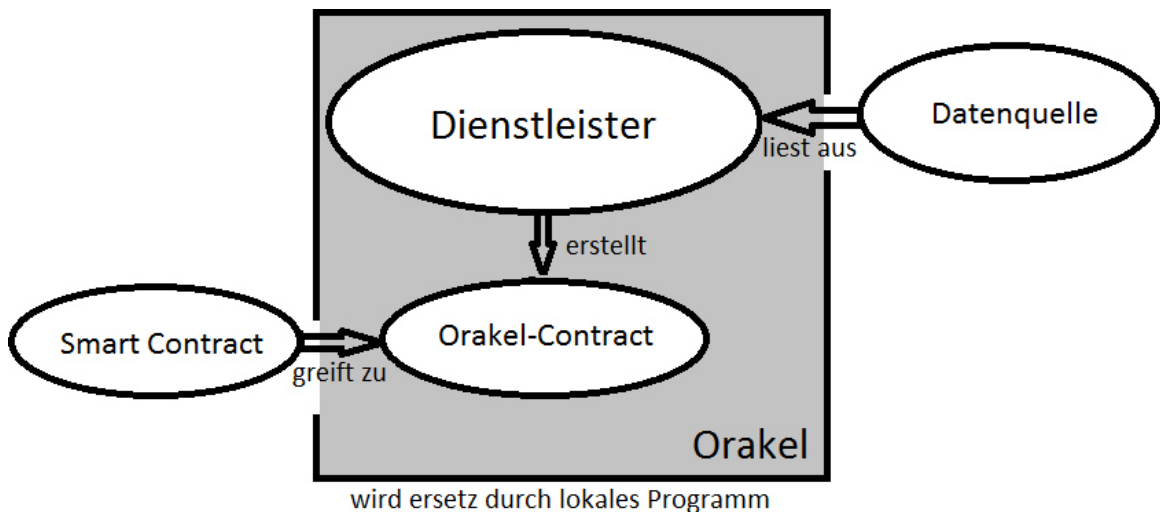 Dienstleister
Datenquelle
liest aus
erstellt
Smart Contract
Orakel-Contract
greift zu
Orakel
wird ersetz durch lokales Programm